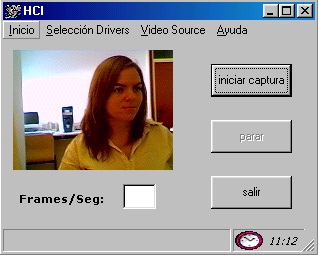 HCI
Inicio Selección Drivers Video Source Ayuda
iniciar captura
parar
Frames/Seg:
salir
11:12